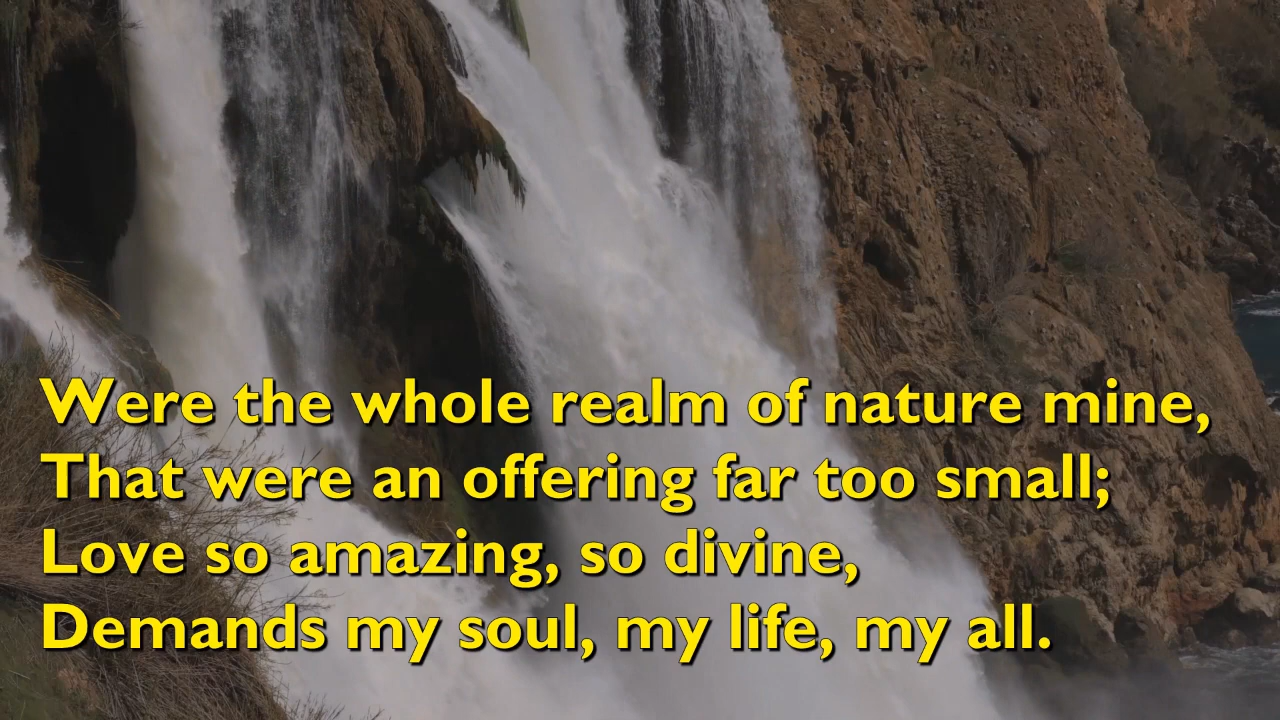 Were the whole realm of nature mine,
That were an offering far too small;
Love so amazing, so divine,
Demands my soul, my life, my all.